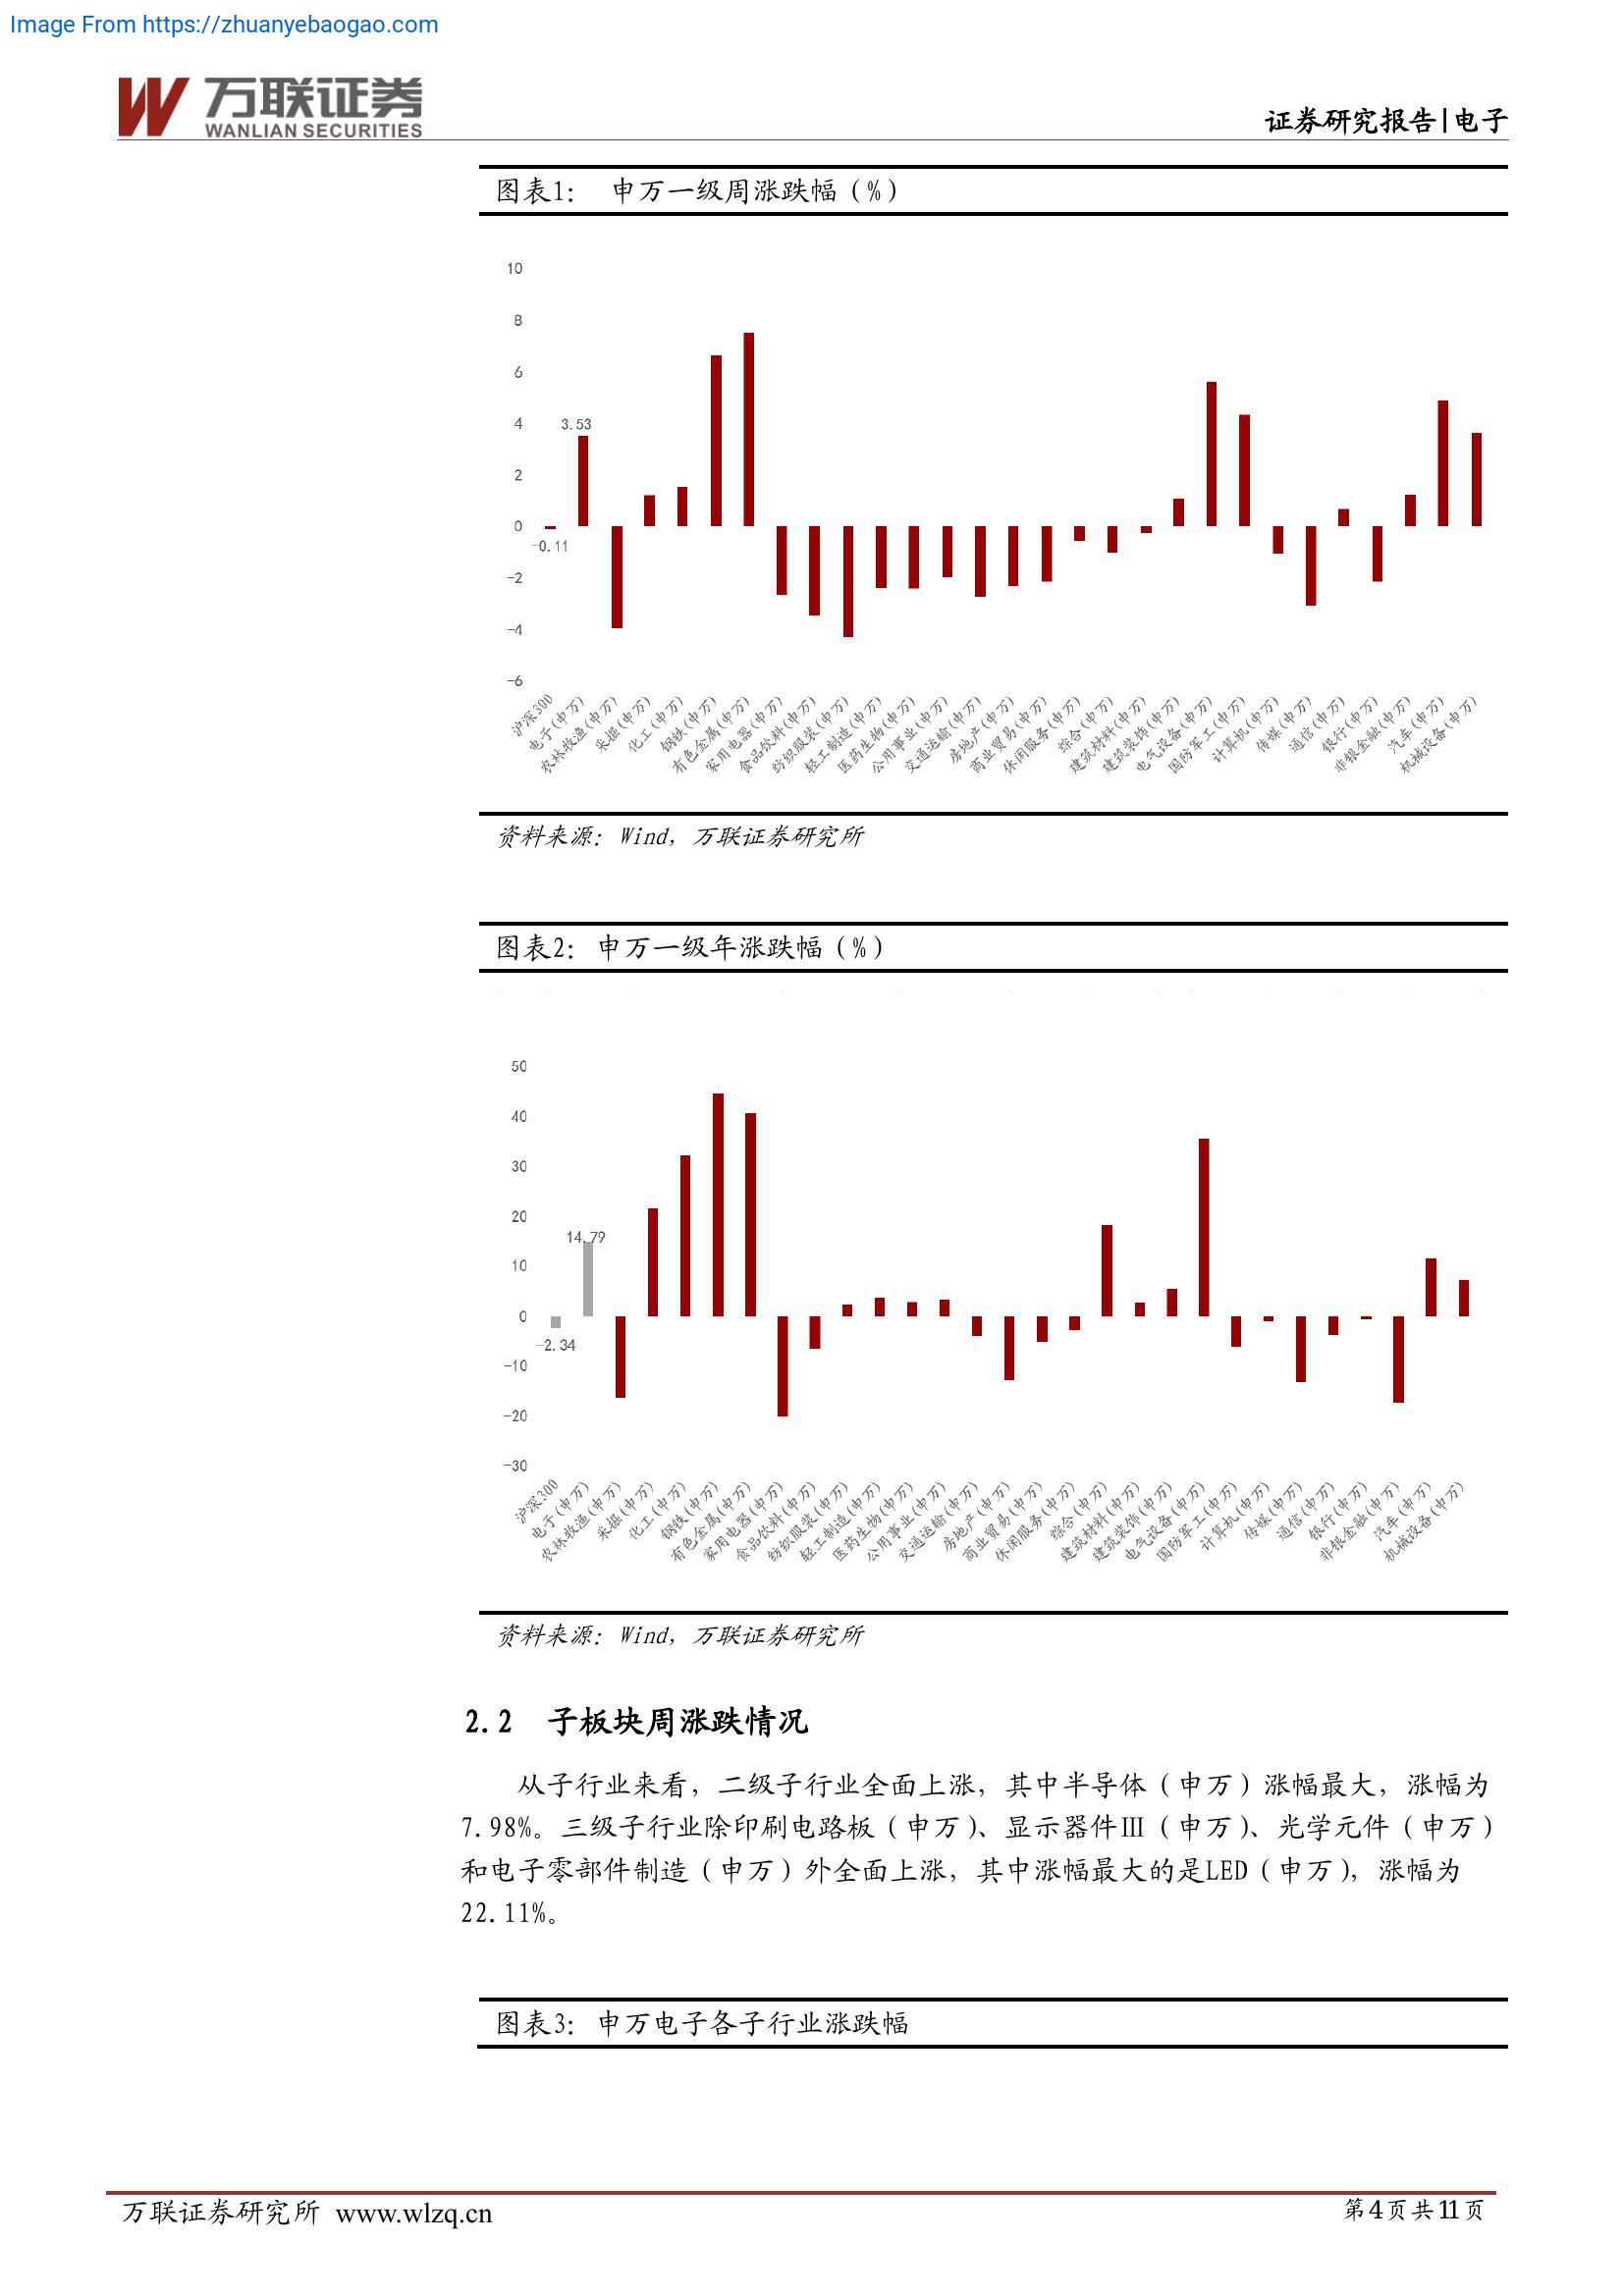 Image From https://zhuanyebaogao.com
万联证券
WANLIAN SECURITIES
证券研究报告|电子
图表1： 申万一级周涨跌幅（%）
10
8
6
4
2
0
-2
-4
-6
3.53
-0.11
沪深300
电子(申万)
农林牧渔(申万)
采掘(申万)
化工(申万)
钢铁(申万)
有色金属(申万)
家用电器(申万)
食品饮料(申万)
纺织服装(申万)
轻工制造(申万)
医药生物(申万)
公用事业(申万)
交通运输(申万)
房地产(申万)
商业贸易(申万)
休闲服务(申万)
综合(申万)
建筑材料(申万)
建筑装饰(申万)
电气设备(申万)
国防军工(申万)
计算机(申万)
传媒(申万)
通信(申万)
银行(申万)
非银金融(申万)
汽车(申万)
机械设备(申万)
资料来源：Wind，万联证券研究所
图表2：申万一级年涨跌幅（%）
50
40
30
20
10
0
-10
-20
-30
14.79
-2.34
沪深300
电子(申万)
农林牧渔(申万)
采掘(申万)
化工(申万)
钢铁(申万)
有色金属(申万)
家用电器(申万)
食品饮料(申万)
纺织服装(申万)
轻工制造(申万)
医药生物(申万)
公用事业(申万)
交通运输(申万)
房地产(申万)
商业贸易(申万)
休闲服务(申万)
综合(申万)
建筑材料(申万)
建筑装饰(申万)
电气设备(申万)
国防军工(申万)
计算机(申万)
传媒(申万)
通信(申万)
银行(申万)
非银金融(申万)
汽车(申万)
机械设备(申万)
资料来源：Wind，万联证券研究所
2.2 子板块周涨跌情况
从子行业来看，二级子行业全面上涨，其中半导体（申万）涨幅最大，涨幅为
7.98%。三级子行业除印刷电路板（申万）、显示器件Ⅲ（申万）、光学元件（申万）
和电子零部件制造（申万）外全面上涨，其中涨幅最大的是LED（申万），涨幅为
22.11%。
图表3：申万电子各子行业涨跌幅
万联证券研究所 www.wlzq.cn
第4页共11页